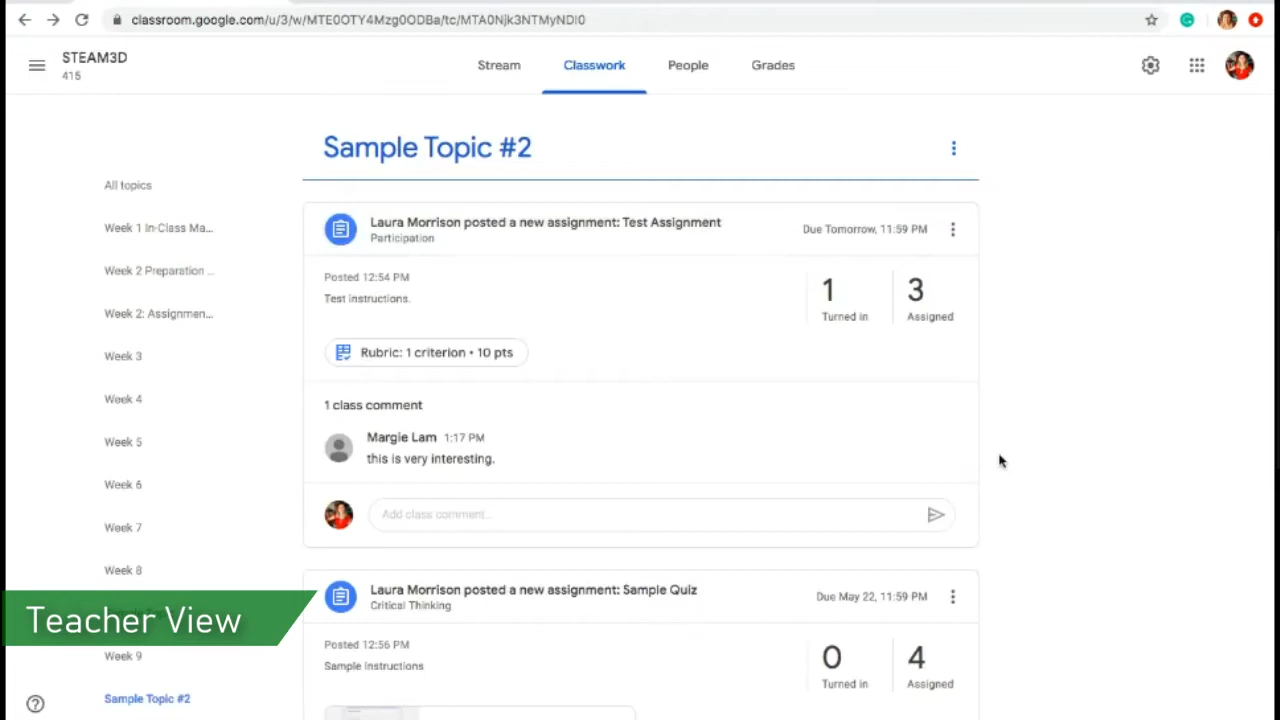 classroom.google.com/u/3/w/MTE0OTY4Mzg0ODBa/tc/MTA0Njk3NTMyNDI0
STEAM3D
415
Stream
Classwork
People
Grades
Sample Topic #2
All topics
Week 1 In-Class Ma...
Week 2 Preparation ...
Week 2: Assignmen...
Week 3
Week 4
Week 5
Week 6
Week 7
Week 8
Week 9
Sample Topic #2
Laura Morrison posted a new assignment: Test Assignment
Participation
Due Tomorrow, 11:59 PM
Posted 12:54 PM
Test instructions.
1
Turned in
3
Assigned
Rubric: 1 criterion • 10 pts
1 class comment
Margie Lam 1:17 PM
this is very interesting.
Add class comment...
Laura Morrison posted a new assignment: Sample Quiz
Critical Thinking
Due May 22, 11:59 PM
Posted 12:56 PM
Sample instructions
0
Turned in
4
Assigned
Teacher View